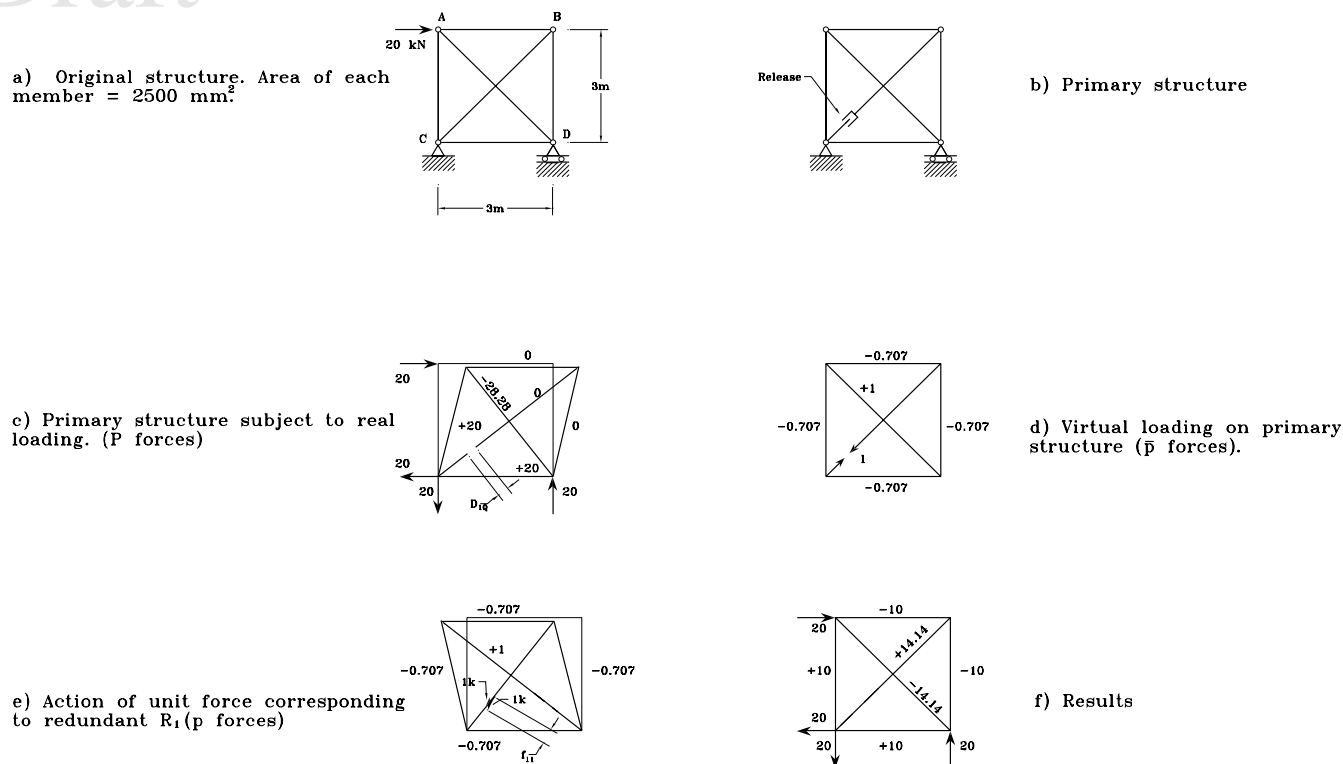 Draft
a) Original structure. Area of each
member = 2500 mm.²
A
B
20 kN
C
D
3m
3m
Release
b) Primary structure
c) Primary structure subject to real
loading. (P forces)
0
20
-28.28
0
+20
0
20
+20
20
20
D₁Q
-0.707
+1
-0.707
-0.707
1
-0.707
d) Virtual loading on primary
structure (p̄ forces).
e) Action of unit force corresponding
to redundant R₁(p forces)
-0.707
+1
-0.707
-0.707
1k
1k
-0.707
f₁₁
-10
20
+14.14
+10
-10
-14.14
20
20
+10
20
f) Results